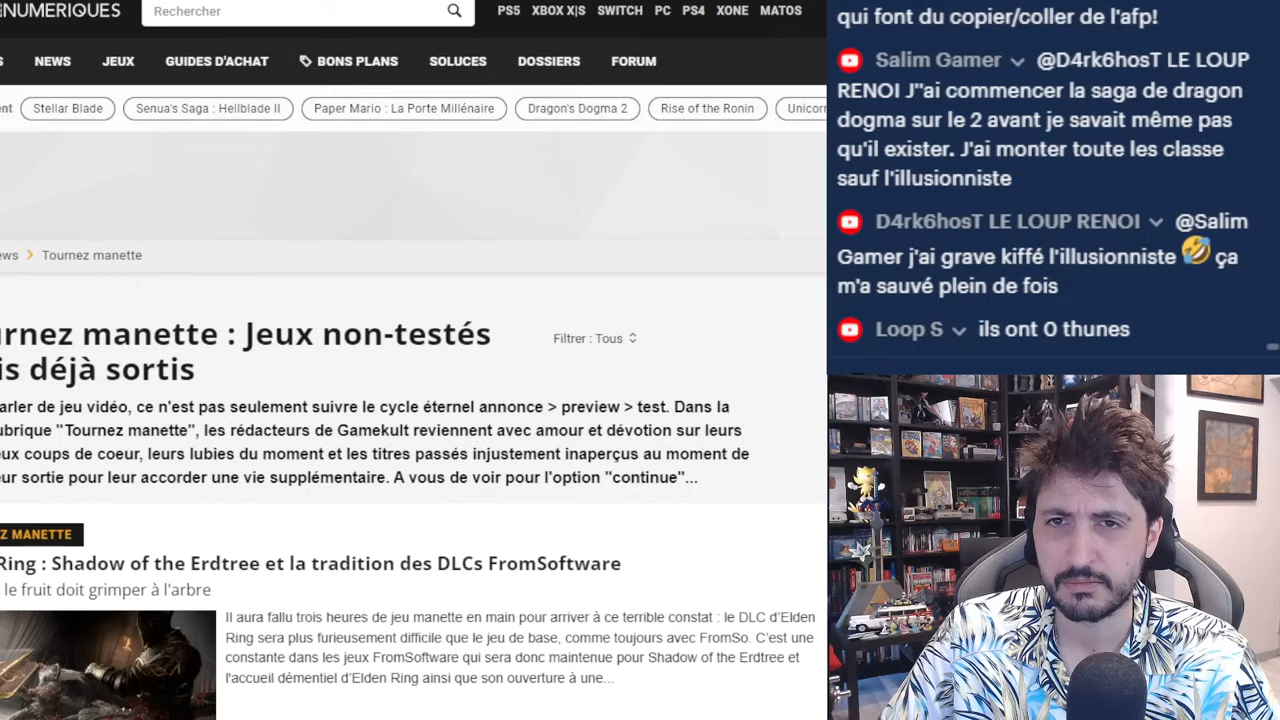 NUMERIQUES
Rechercher
PS5 XBOX X|S SWITCH PC PS4 XONE MATOS
S NEWS JEUX GUIDES D'ACHAT BONS PLANS SOLUCES DOSSIERS FORUM
ent Stellar Blade Senua's Saga : Hellblade II Paper Mario : La Porte Millénaire Dragon's Dogma 2 Rise of the Ronin Unicorn
ews > Tournez manette
urnez manette : Jeux non-testés
is déjà sortis
Filtrer : Tous
arler de jeu vidéo, ce n'est pas seulement suivre le cycle éternel annonce > preview > test. Dans la
ubrique "Tournez manette", les rédacteurs de Gamekult reviennent avec amour et dévotion sur leurs
eux coups de coeur, leurs lubies du moment et les titres passés injustement inaperçus au moment de
eur sortie pour leur accorder une vie supplémentaire. A vous de voir pour l'option "continue"...
Z MANETTE
Ring : Shadow of the Erdtree et la tradition des DLCs FromSoftware
le fruit doit grimper à l'arbre
Il aura fallu trois heures de jeu manette en main pour arriver à ce terrible constat : le DLC d'Elden
Ring sera plus furieusement difficile que le jeu de base, comme toujours avec FromSo. C'est une
constante dans les jeux FromSoftware qui sera donc maintenue pour Shadow of the Erdtree et
l'accueil démentiel d'Elden Ring ainsi que son ouverture à une...
qui font du copier/coller de l'afp!
Salim Gamer @D4rk6hosT LE LOUP
RENOI J"ai commencer la saga de dragon
dogma sur le 2 avant je savait même pas
qu'il exister. J'ai monter toute les classe
sauf l'illusionniste
D4rk6hosT LE LOUP RENOI @Salim
Gamer j'ai grave kiffé l'illusionniste 🤣 ça
m'a sauvé plein de fois
Loop S ils ont 0 thunes